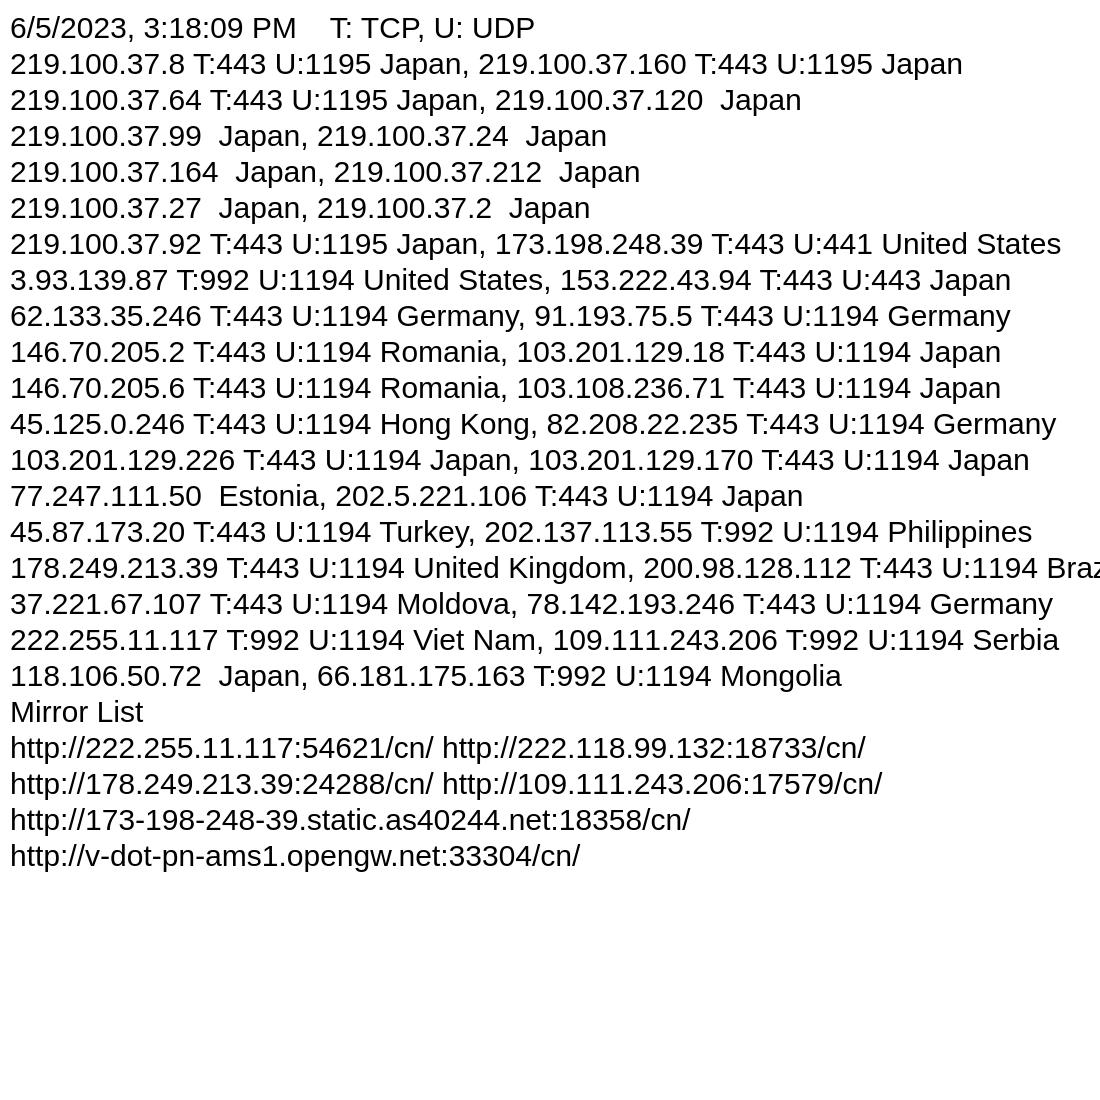 6/5/2023, 3:18:09 PM    T: TCP, U: UDP
219.100.37.8 T:443 U:1195 Japan, 219.100.37.160 T:443 U:1195 Japan
219.100.37.64 T:443 U:1195 Japan, 219.100.37.120  Japan
219.100.37.99  Japan, 219.100.37.24  Japan
219.100.37.164  Japan, 219.100.37.212  Japan
219.100.37.27  Japan, 219.100.37.2  Japan
219.100.37.92 T:443 U:1195 Japan, 173.198.248.39 T:443 U:441 United States
3.93.139.87 T:992 U:1194 United States, 153.222.43.94 T:443 U:443 Japan
62.133.35.246 T:443 U:1194 Germany, 91.193.75.5 T:443 U:1194 Germany
146.70.205.2 T:443 U:1194 Romania, 103.201.129.18 T:443 U:1194 Japan
146.70.205.6 T:443 U:1194 Romania, 103.108.236.71 T:443 U:1194 Japan
45.125.0.246 T:443 U:1194 Hong Kong, 82.208.22.235 T:443 U:1194 Germany
103.201.129.226 T:443 U:1194 Japan, 103.201.129.170 T:443 U:1194 Japan
77.247.111.50  Estonia, 202.5.221.106 T:443 U:1194 Japan
45.87.173.20 T:443 U:1194 Turkey, 202.137.113.55 T:992 U:1194 Philippines
178.249.213.39 T:443 U:1194 United Kingdom, 200.98.128.112 T:443 U:1194 Braz
37.221.67.107 T:443 U:1194 Moldova, 78.142.193.246 T:443 U:1194 Germany
222.255.11.117 T:992 U:1194 Viet Nam, 109.111.243.206 T:992 U:1194 Serbia
118.106.50.72  Japan, 66.181.175.163 T:992 U:1194 Mongolia
Mirror List
http://222.255.11.117:54621/cn/ http://222.118.99.132:18733/cn/
http://178.249.213.39:24288/cn/ http://109.111.243.206:17579/cn/
http://173-198-248-39.static.as40244.net:18358/cn/
http://v-dot-pn-ams1.opengw.net:33304/cn/